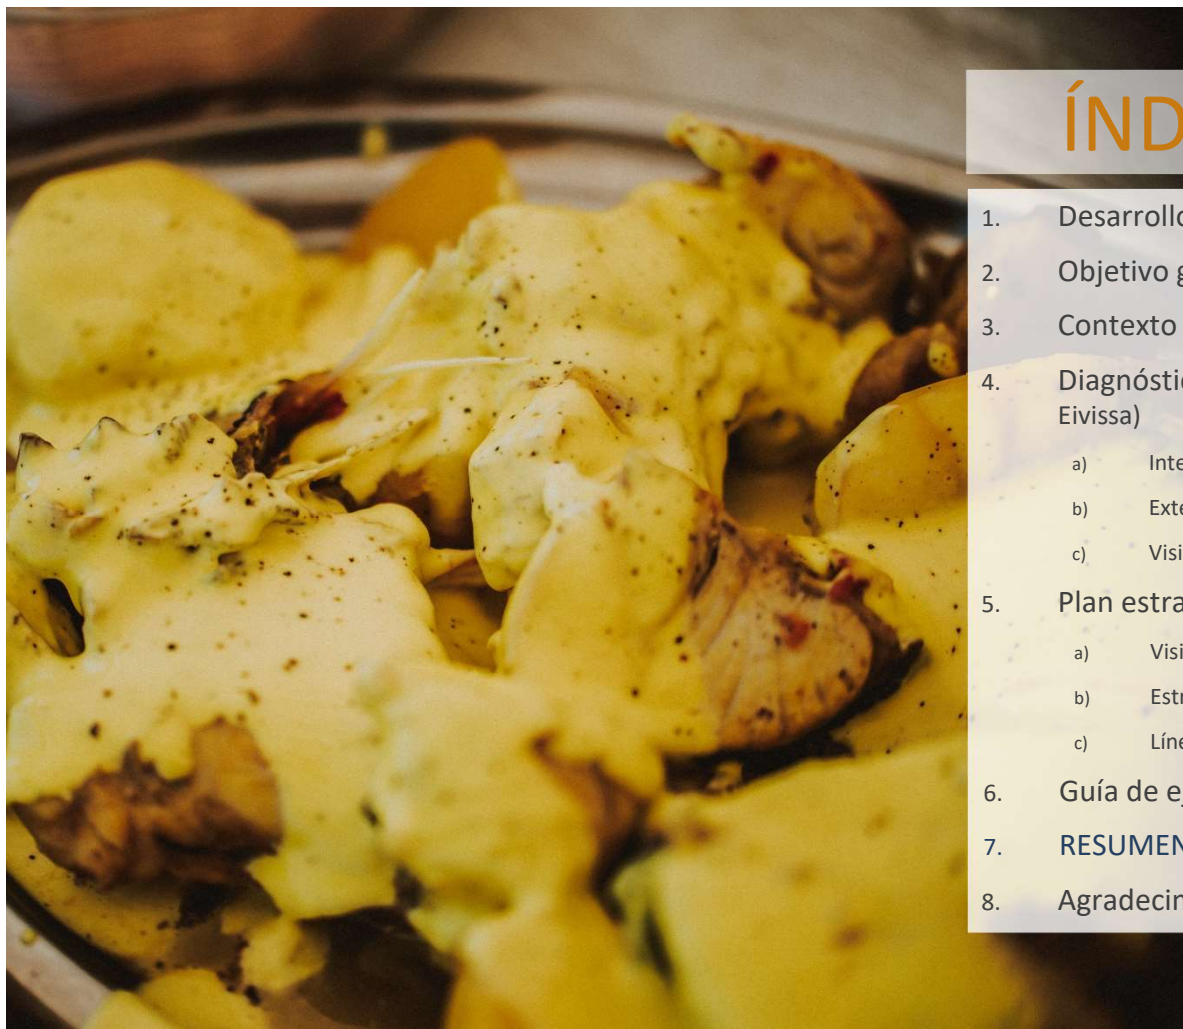 ÍND
1. Desarrollo
2. Objetivo g
3. Contexto
4. Diagnósti
Eivissa)
a) Inte
b) Exte
c) Visi
5. Plan estra
a) Visi
b) Estr
c) Líne
6. Guía de ej
7. RESUMEN
8. Agradecin